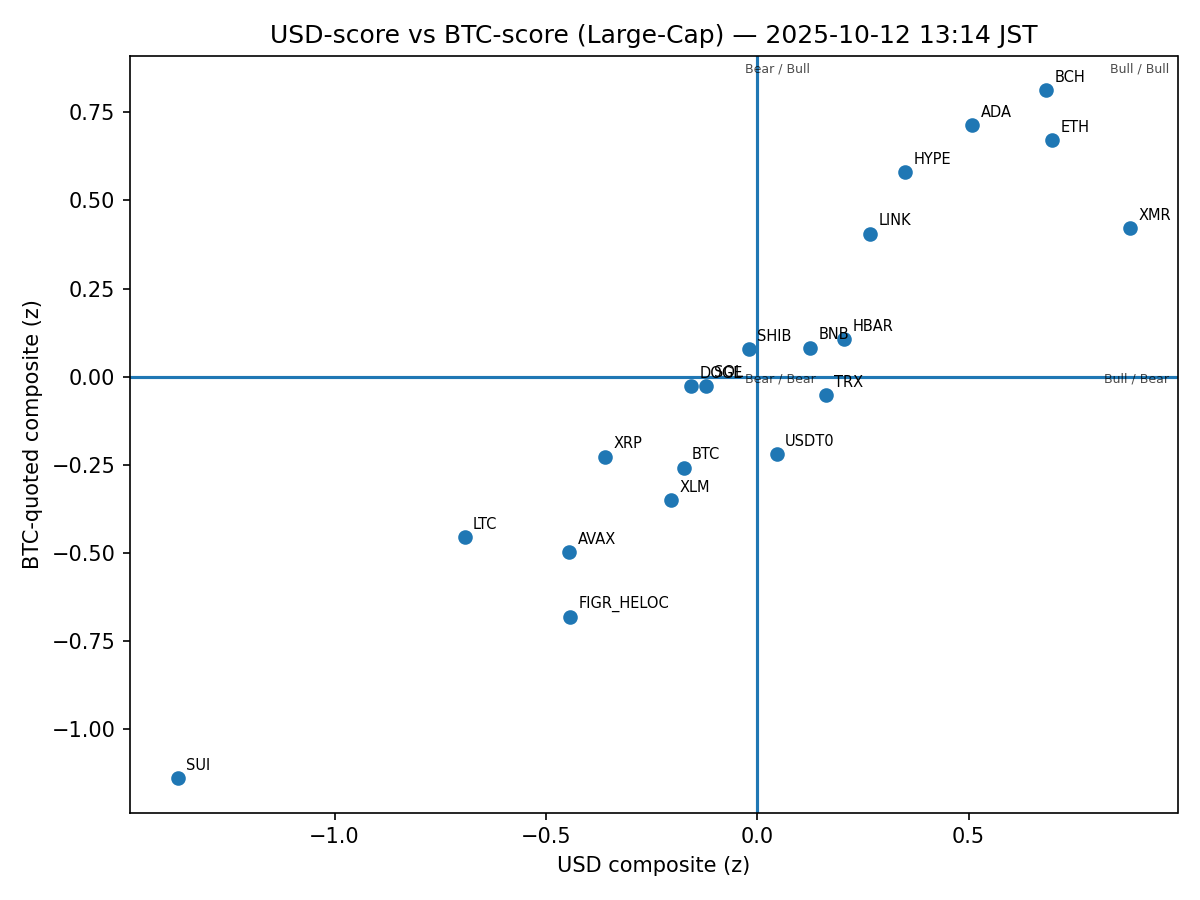 USD-score vs BTC-score (Large-Cap) — 2025-10-12 13:14 JST
Bear / Bull
Bull / Bull
BCH
0.75
ADA
ETH
HYPE
0.50
XMR
LINK
0.25
SHIB
BNB
HBAR
0.00
DOGE
SOL
Bear / Bear
TRX
Bull / Bear
XRP
BTC
USDT0
−0.25
XLM
LTC
AVAX
−0.50
FIGR_HELOC
−0.75
−1.00
SUI
BTC-quoted composite (z)
−1.0
−0.5
0.0
0.5
USD composite (z)